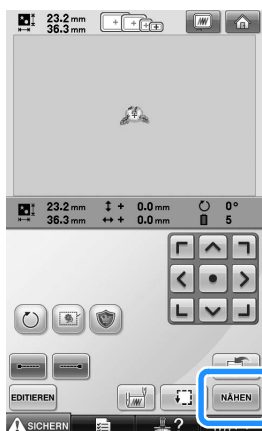 23.2 mm
36.3 mm
23.2 mm + 0.0 mm 0°
36.3 mm + 0.0 mm 5
EDITIEREN
NÄHEN
SICHERN ?